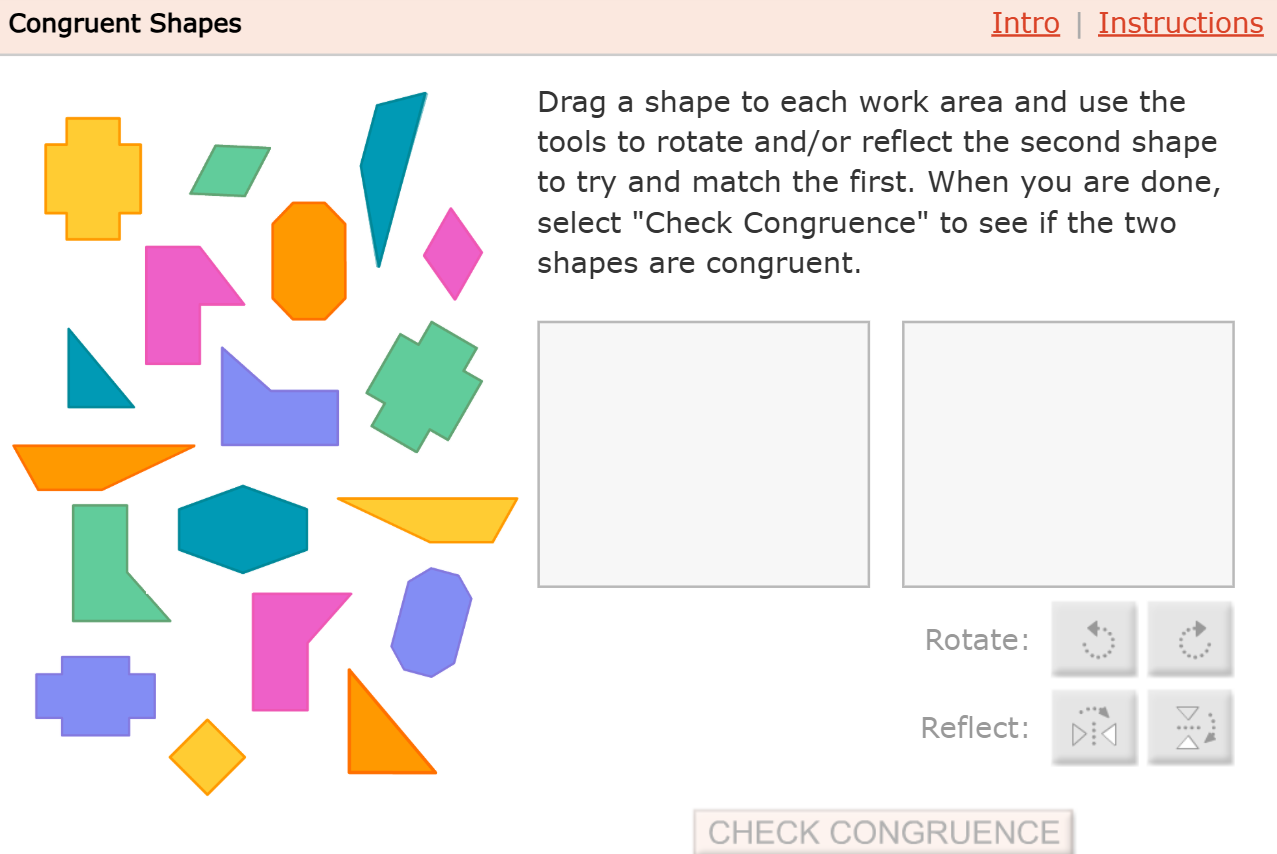 Congruent Shapes
Intro | Instructions
Drag a shape to each work area and use the
tools to rotate and/or reflect the second shape
to try and match the first. When you are done,
select "Check Congruence" to see if the two
shapes are congruent.
Rotate:
Reflect:
CHECK CONGRUENCE